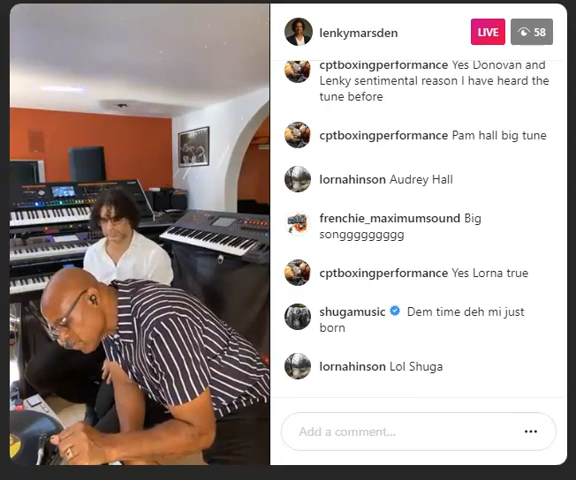 lenkymarsden
LIVE
58
cptboxingperformance Yes Donovan and
Lenky sentimental reason I have heard the
tune before
cptboxingperformance Pam hall big tune
lornahinson Audrey Hall
frenchie_maximumsound Big
songggggggggg
cptboxingperformance Yes Lorna true
shugamusic Dem time deh mi just
born
lornahinson Lol Shuga
Add a comment...